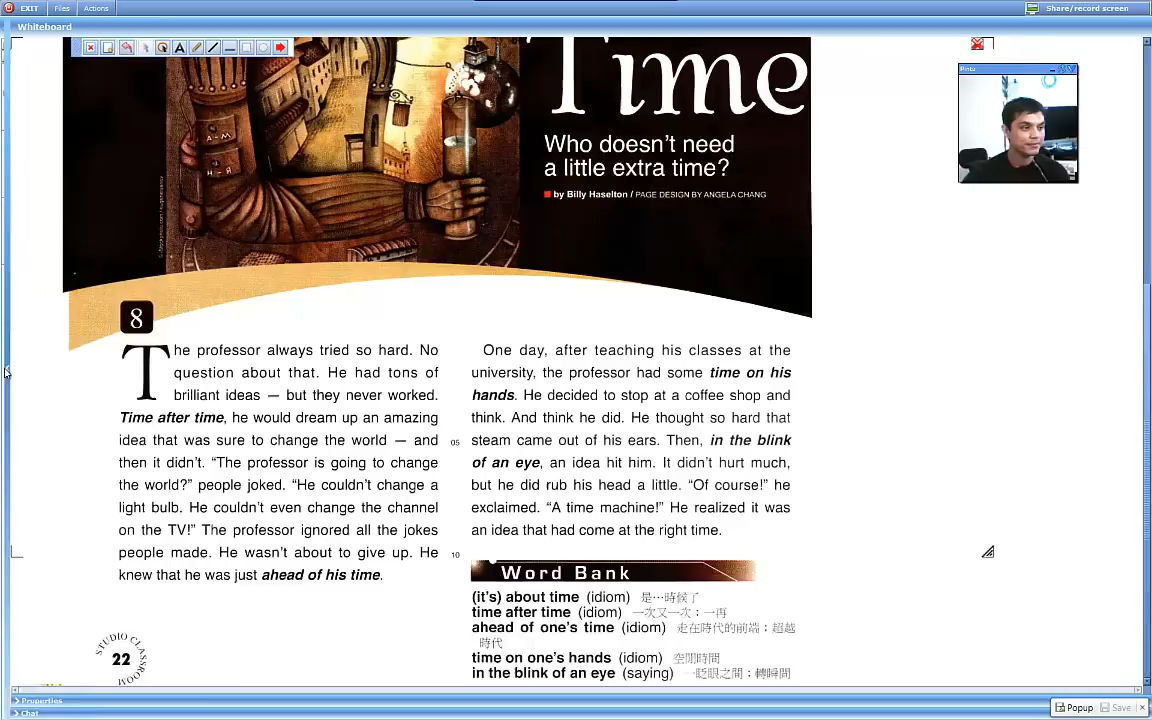 EXIT Files Actions
Share/record screen
Whiteboard
Time
Who doesn't need
a little extra time?
by Billy Haselton / PAGE DESIGN BY ANGELA CHANG
A - M
H - R
8
The professor always tried so hard. No
question about that. He had tons of
brilliant ideas — but they never worked.
Time after time, he would dream up an amazing
idea that was sure to change the world — and
then it didn't. “The professor is going to change
the world?” people joked. “He couldn't change a
light bulb. He couldn't even change the channel
on the TV!” The professor ignored all the jokes
people made. He wasn't about to give up. He
knew that he was just ahead of his time.
05
10
One day, after teaching his classes at the
university, the professor had some time on his
hands. He decided to stop at a coffee shop and
think. And think he did. He thought so hard that
steam came out of his ears. Then, in the blink
of an eye, an idea hit him. It didn't hurt much,
but he did rub his head a little. “Of course!” he
exclaimed. “A time machine!” He realized it was
an idea that had come at the right time.
Word Bank
(it's) about time (idiom) 是…時候了
time after time (idiom) 一次又一次；一再
ahead of one's time (idiom) 走在時代的前端；超越
時代
time on one's hands (idiom) 空閒時間
in the blink of an eye (saying) 一眨眼之間；轉瞬間
STUDIO CLASSROOM
22
Properties
Chat
Popup Save